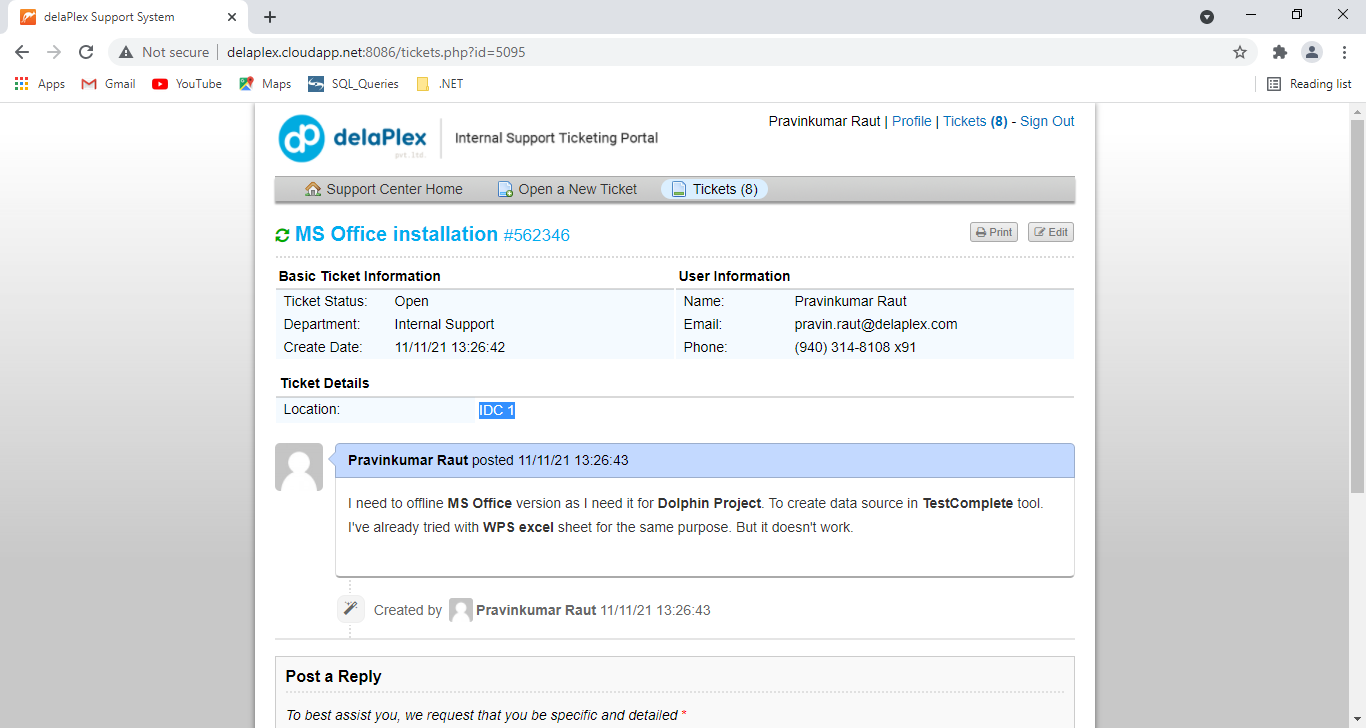 delaPlex Support System
Not secure
delaplex.cloudapp.net:8086/tickets.php?id=5095
Apps
Gmail
YouTube
Maps
SQL_Queries
.NET
Reading list
dp delaPlex
pvt. ltd.
Internal Support Ticketing Portal
Pravinkumar Raut | Profile | Tickets (8) - Sign Out
Support Center Home
Open a New Ticket
Tickets (8)
MS Office installation #562346
Print
Edit
Basic Ticket Information
Ticket Status: Open
Department: Internal Support
Create Date: 11/11/21 13:26:42
User Information
Name: Pravinkumar Raut
Email: pravin.raut@delaplex.com
Phone: (940) 314-8108 x91
Ticket Details
Location: IDC 1
Pravinkumar Raut posted 11/11/21 13:26:43
I need to offline MS Office version as I need it for Dolphin Project. To create data source in TestComplete tool.
I've already tried with WPS excel sheet for the same purpose. But it doesn't work.
Created by Pravinkumar Raut 11/11/21 13:26:43
Post a Reply
To best assist you, we request that you be specific and detailed *